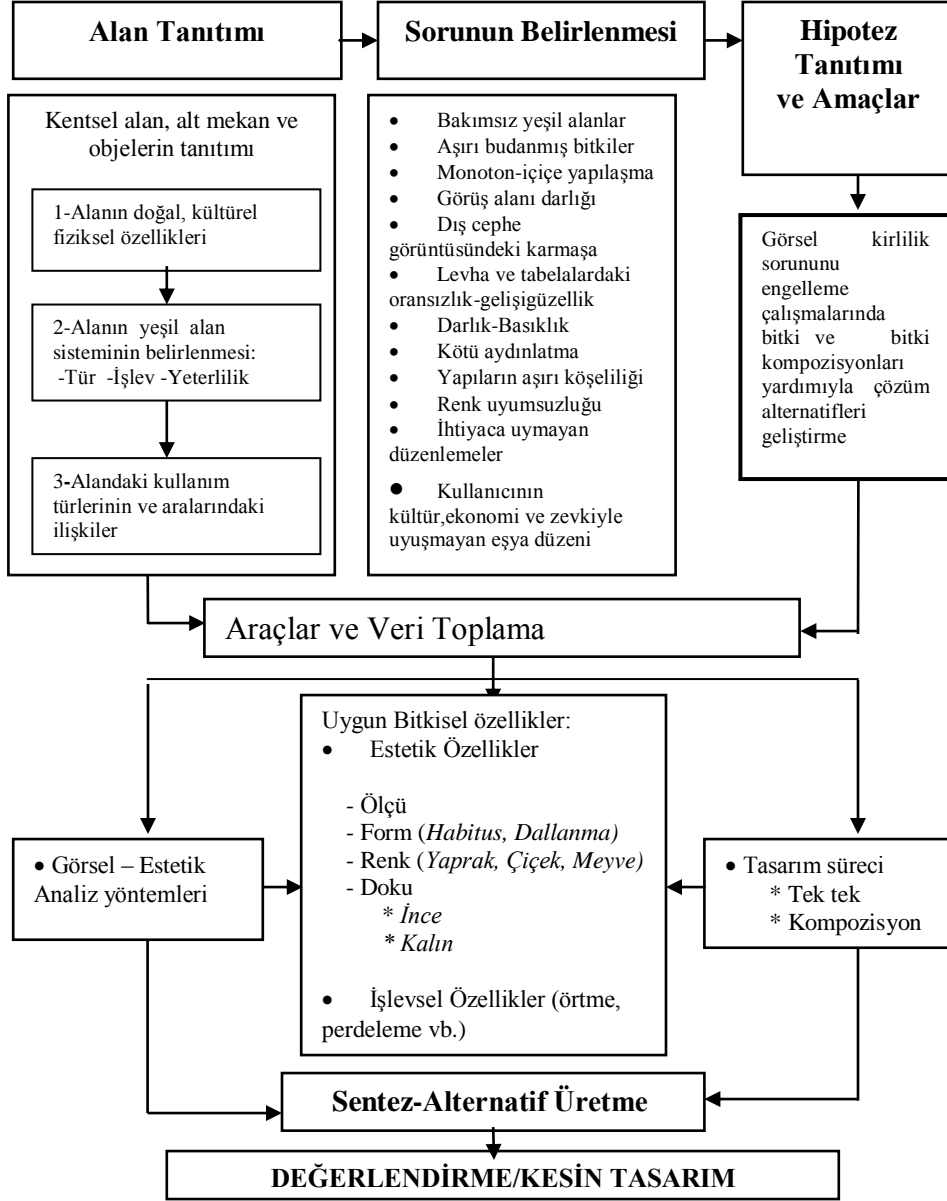 Alan Tanıtımı
Sorunun Belirlenmesi
Hipotez
Tanıtımı
ve Amaçlar
Kentsel alan, alt mekan ve
objelerin tanıtımı
1-Alanın doğal, kültürel
fiziksel özellikleri
2-Alanın yeşil alan
sisteminin belirlenmesi:
-Tür -İşlev -Yeterlilik
3-Alandaki kullanım
türlerinin ve aralarındaki
ilişkiler
• Bakımsız yeşil alanlar
• Aşırı budanmış bitkiler
• Monoton-içiçe yapılaşma
• Görüş alanı darlığı
• Dış cephe
görüntüsündeki karmaşa
• Levha ve tabelalardaki
oransızlık-gelişigüzellik
• Darlık-Basıklık
• Kötü aydınlatma
• Yapıların aşırı köşeliliği
• Renk uyumsuzluğu
• İhtiyaca uymayan
düzenlemeler
• Kullanıcının
kültür,ekonomi ve zevkiyle
uyuşmayan eşya düzeni
Görsel kirlilik
sorununu
engelleme
çalışmalarında
bitki ve bitki
kompozisyonları
yardımıyla çözüm
alternatifleri
geliştirme
Araçlar ve Veri Toplama
• Görsel – Estetik
Analiz yöntemleri
Uygun Bitkisel özellikler:
• Estetik Özellikler
- Ölçü
- Form (Habitus, Dallanma)
- Renk (Yaprak, Çiçek, Meyve)
- Doku
* İnce
* Kalın
• İşlevsel Özellikler (örtme,
perdeleme vb.)
• Tasarım süreci
* Tek tek
* Kompozisyon
Sentez-Alternatif Üretme
DEĞERLENDİRME/KESİN TASARIM